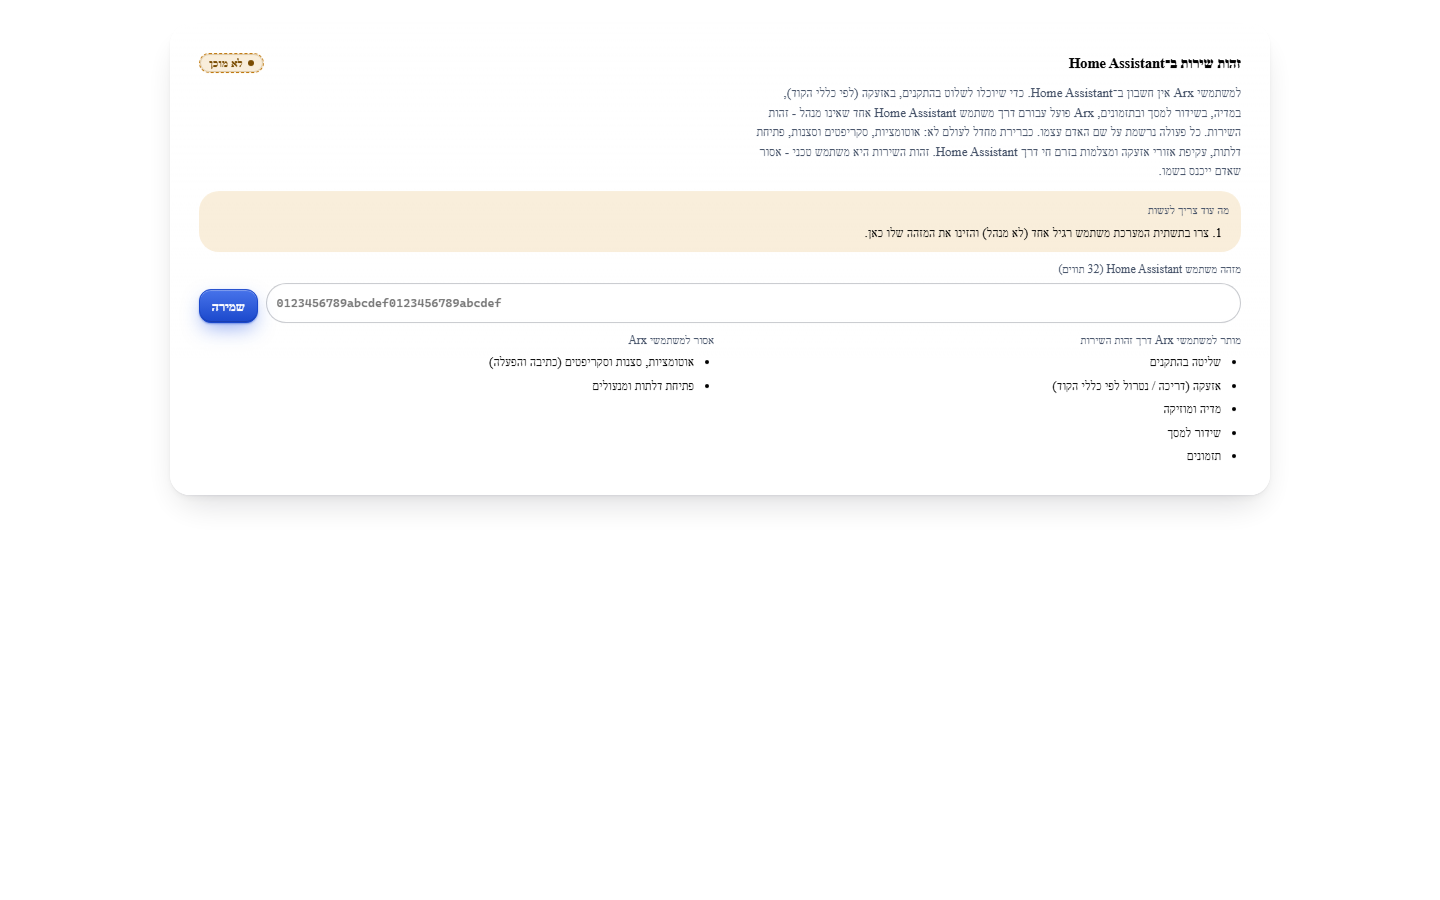 זהות שירות ב־Home Assistant
לא מוכן
למשתמשי Arx אין חשבון ב־Home Assistant. כדי שיוכלו לשלוט בהתקנים, באזעקה (לפי כללי הקוד),
במדיה, בשידור למסך ובתזמונים, Arx פועל עבורם דרך משתמש Home Assistant אחד שאינו מנהל - זהות
השירות. כל פעולה נרשמת על שם האדם עצמו. כברירת מחדל לעולם לא: אוטומציות, סקריפטים וסצנות, פתיחת
דלתות, עקיפת אזורי אזעקה ומצלמות בזרם חי דרך Home Assistant. זהות השירות היא משתמש טכני - אסור
שאדם ייכנס בשמו.
מה עוד צריך לעשות
1. צרו בתשתית המערכת משתמש רגיל אחד (לא מנהל) והזינו את המזהה שלו כאן.
מזהה משתמש Home Assistant (32 תווים)
0123456789abcdef0123456789abcdef
שמירה
מותר למשתמשי Arx דרך זהות השירות
• שליטה בהתקנים
• אזעקה (דריכה / נטרול לפי כללי הקוד)
• מדיה ומוזיקה
• שידור למסך
• תזמונים
אסור למשתמשי Arx
• אוטומציות, סצנות וסקריפטים (כתיבה והפעלה)
• פתיחת דלתות ומנעולים